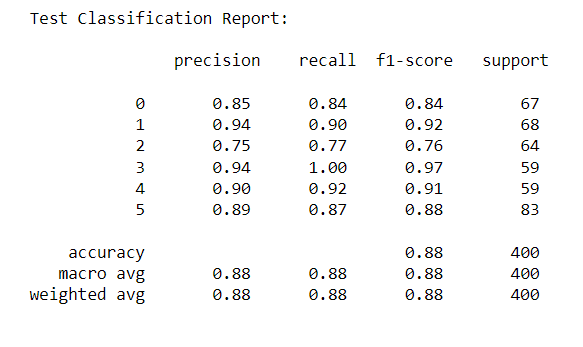 Test Classification Report:
precision recall f1-score support
0 0.85 0.84 0.84 67
1 0.94 0.90 0.92 68
2 0.75 0.77 0.76 64
3 0.94 1.00 0.97 59
4 0.90 0.92 0.91 59
5 0.89 0.87 0.88 83
accuracy 0.88 400
macro avg 0.88 0.88 0.88 400
weighted avg 0.88 0.88 0.88 400